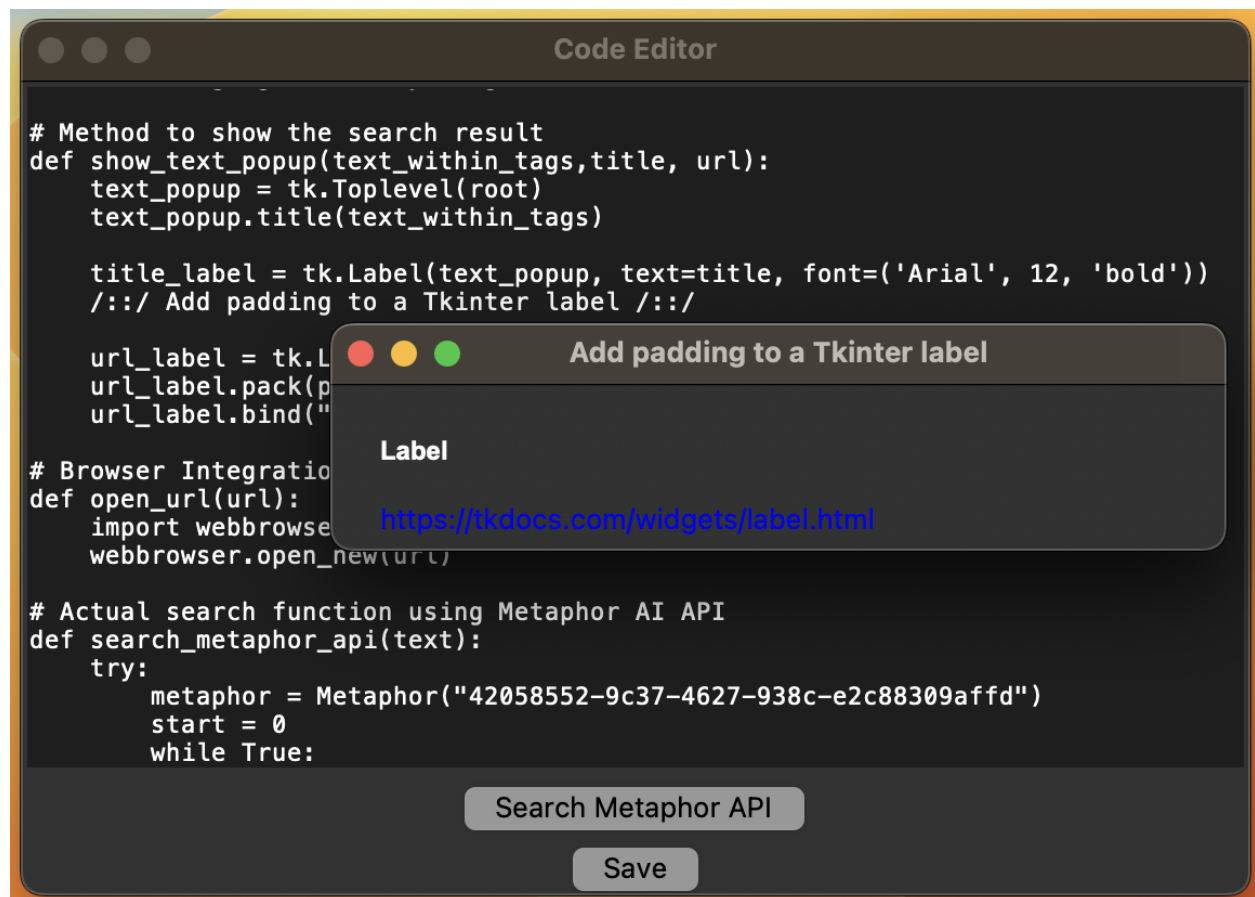 Code Editor
# Method to show the search result
def show_text_popup(text_within_tags,title, url):
    text_popup = tk.Toplevel(root)
    text_popup.title(text_within_tags)
    title_label = tk.Label(text_popup, text=title, font=('Arial', 12, 'bold'))
    /::/ Add padding to a Tkinter label /::/
    url_label = tk.L
    url_label.pack(p
    url_label.bind("
# Browser Integratio
def open_url(url):
    import webbrowse
    webbrowser.open_new(url)
# Actual search function using Metaphor AI API
def search_metaphor_api(text):
    try:
        metaphor = Metaphor("42058552-9c37-4627-938c-e2c88309affd")
        start = 0
        while True:
Add padding to a Tkinter label
Label
https://tkdocs.com/widgets/label.html
Search Metaphor API
Save